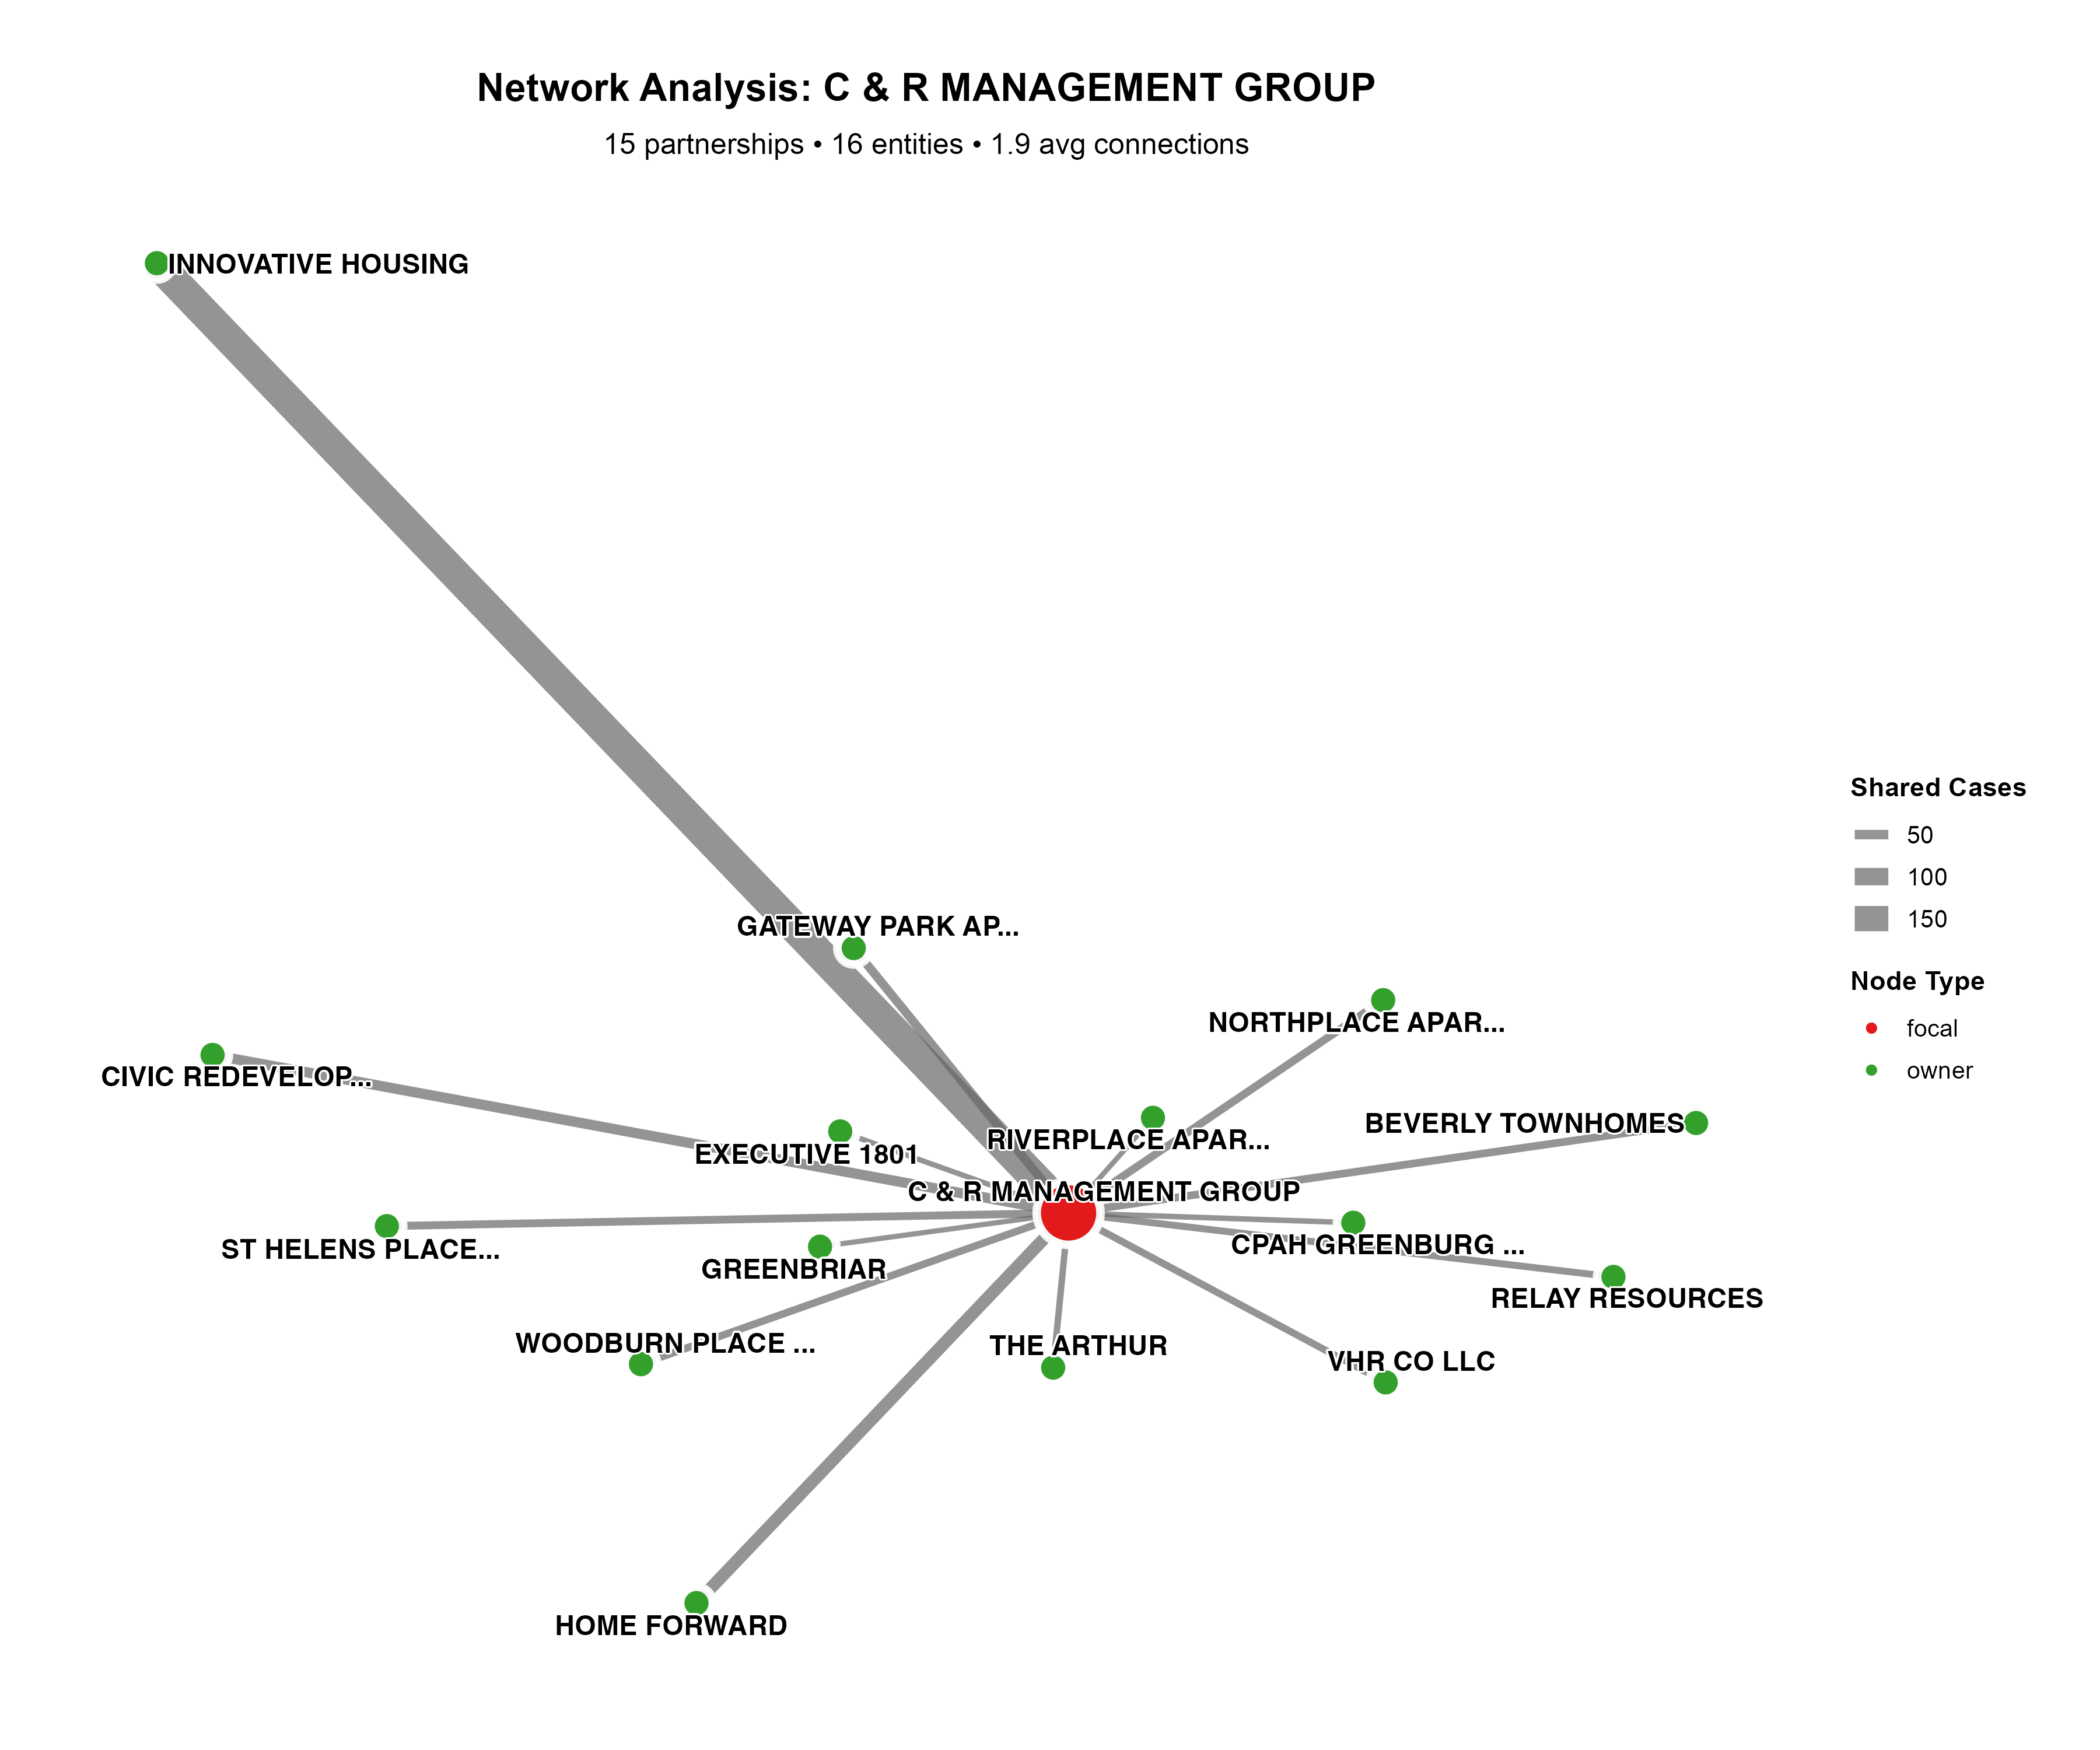 Network Analysis: C & R MANAGEMENT GROUP
15 partnerships • 16 entities • 1.9 avg connections
INNOVATIVE HOUSING
GATEWAY PARK AP...
NORTHPLACE APAR...
CIVIC REDEVELOP...
BEVERLY TOWNHOMES
RIVERPLACE APAR...
EXECUTIVE 1801
C & R MANAGEMENT GROUP
ST HELENS PLACE...
CPAH GREENBURG ...
GREENBRIAR
RELAY RESOURCES
WOODBURN PLACE ...
THE ARTHUR
VHR CO LLC
HOME FORWARD
Shared Cases
50
100
150
Node Type
focal
owner